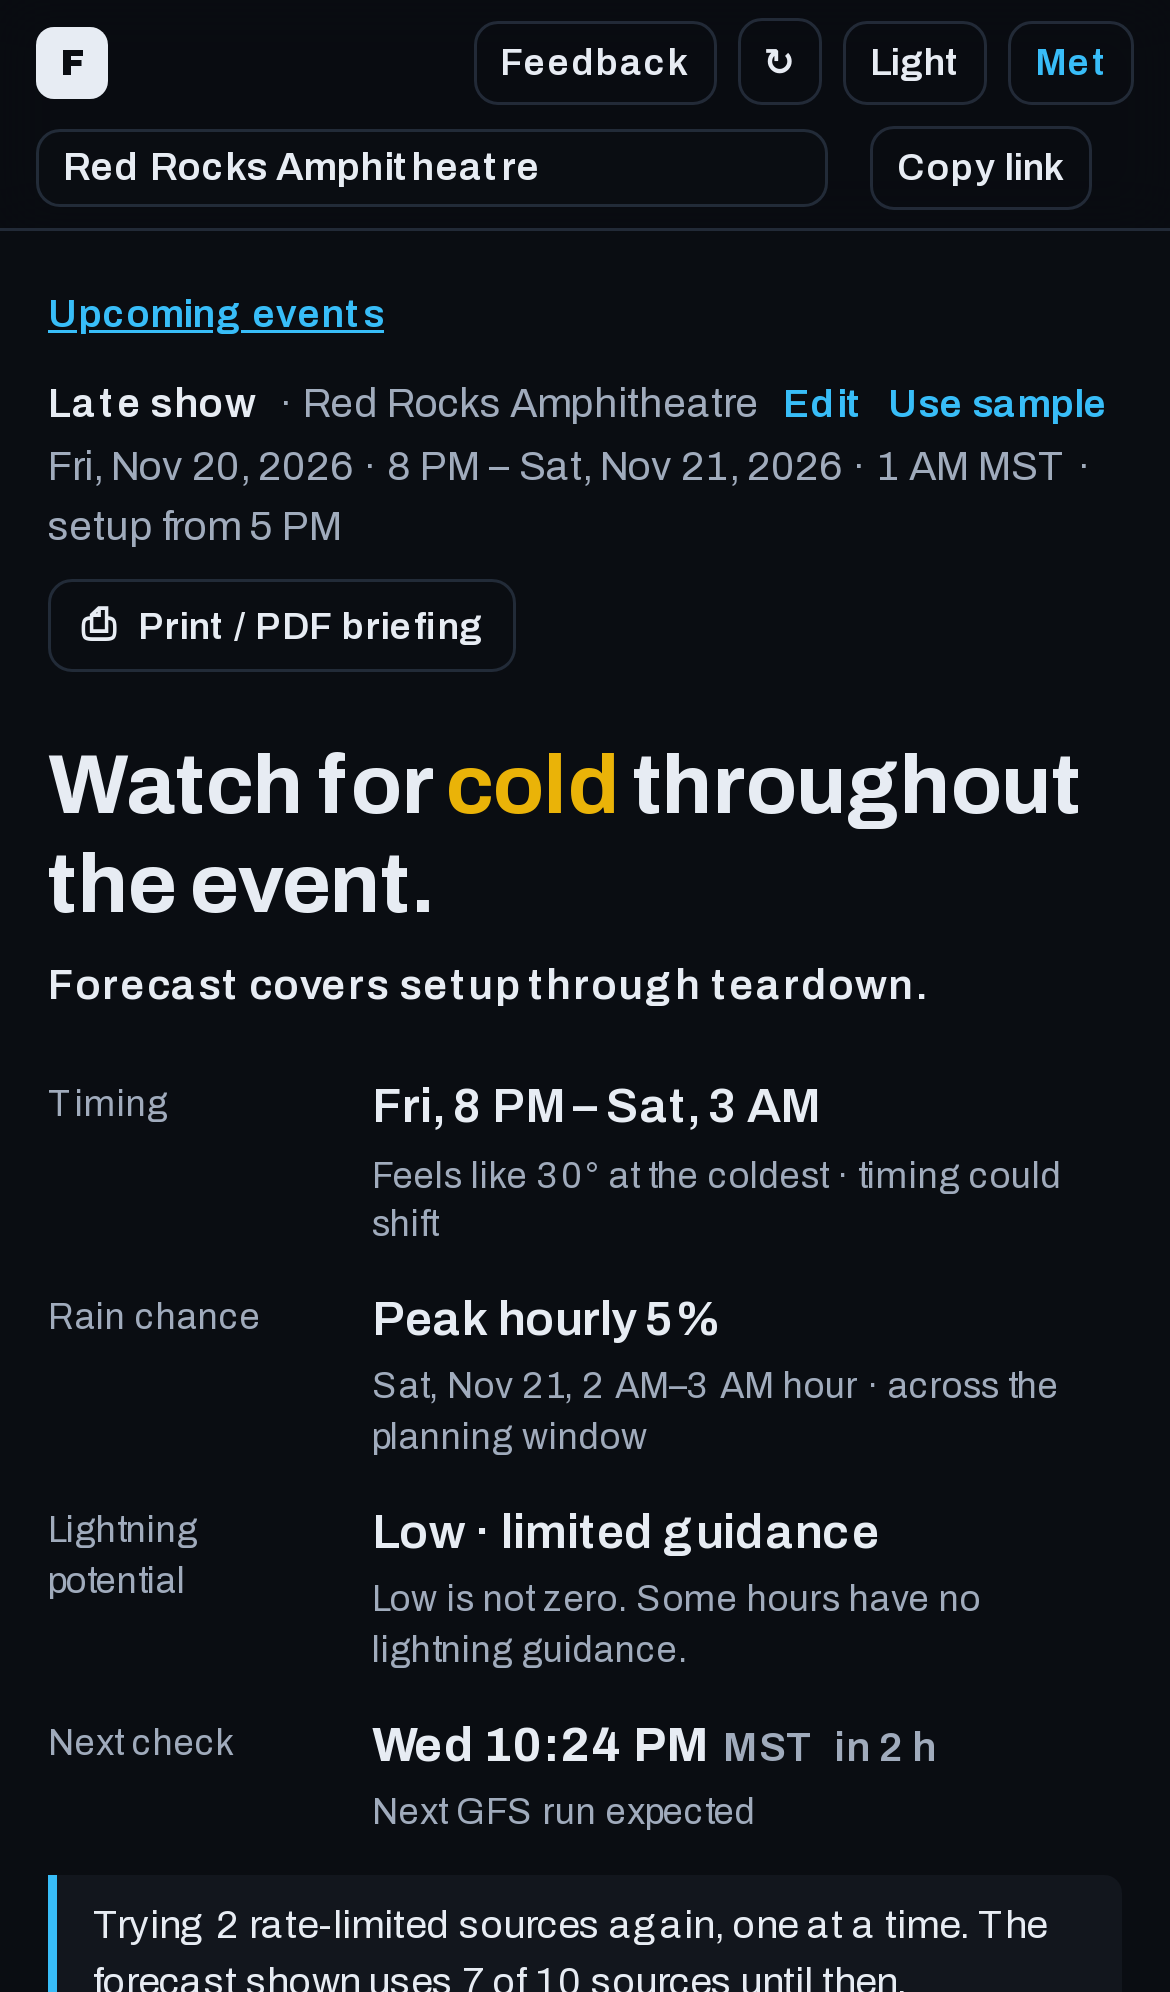 F Feedback ↻ Light Met
Red Rocks Amphitheatre Copy link
Upcoming events
Late show · Red Rocks Amphitheatre Edit Use sample
Fri, Nov 20, 2026 · 8 PM – Sat, Nov 21, 2026 · 1 AM MST ·
setup from 5 PM
Print / PDF briefing
Watch for cold throughout
the event.
Forecast covers setup through teardown.
Timing Fri, 8 PM – Sat, 3 AM
Feels like 30° at the coldest · timing could
shift
Rain chance Peak hourly 5%
Sat, Nov 21, 2 AM–3 AM hour · across the
planning window
Lightning
potential
Low · limited guidance
Low is not zero. Some hours have no
lightning guidance.
Next check Wed 10:24 PM MST in 2 h
Next GFS run expected
Trying 2 rate-limited sources again, one at a time. The
forecast shown uses 7 of 10 sources until then.